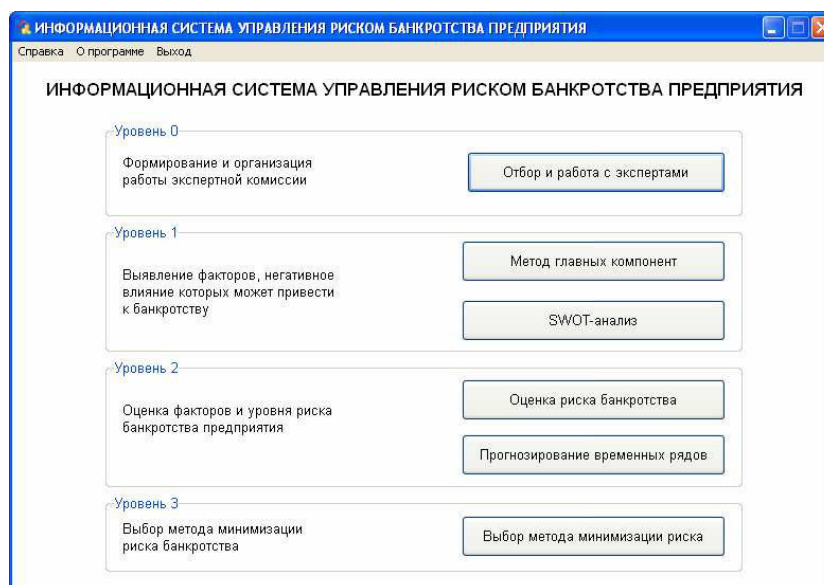 ИНФОРМАЦИОННАЯ СИСТЕМА УПРАВЛЕНИЯ РИСКОМ БАНКРОТСТВА ПРЕДПРИЯТИЯ
Справка О программе Выход
ИНФОРМАЦИОННАЯ СИСТЕМА УПРАВЛЕНИЯ РИСКОМ БАНКРОТСТВА ПРЕДПРИЯТИЯ
Уровень 0
Формирование и организация
работы экспертной комиссии
Отбор и работа с экспертами
Уровень 1
Выявление факторов, негативное
влияние которых может привести
к банкротству
Метод главных компонент
SWOT-анализ
Уровень 2
Оценка факторов и уровня риска
банкротства предприятия
Оценка риска банкротства
Прогнозирование временных рядов
Уровень 3
Выбор метода минимизации
риска банкротства
Выбор метода минимизации риска